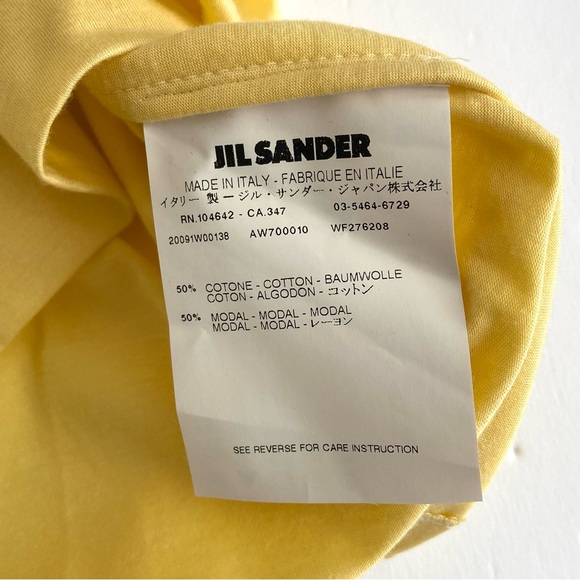 JIL SANDER
MADE IN ITALY - FABRIQUE EN ITALIE
イタリー 製 ー ジル・サンダー・ジャパン株式会社
RN.104642 - CA.347 03-5464-6729
20091W00138 AW700010 WF276208
50% COTONE - COTTON - BAUMWOLLE
COTON - ALGODON - コットン
50% MODAL - MODAL - MODAL
MODAL - MODAL - レーヨン
SEE REVERSE FOR CARE INSTRUCTION